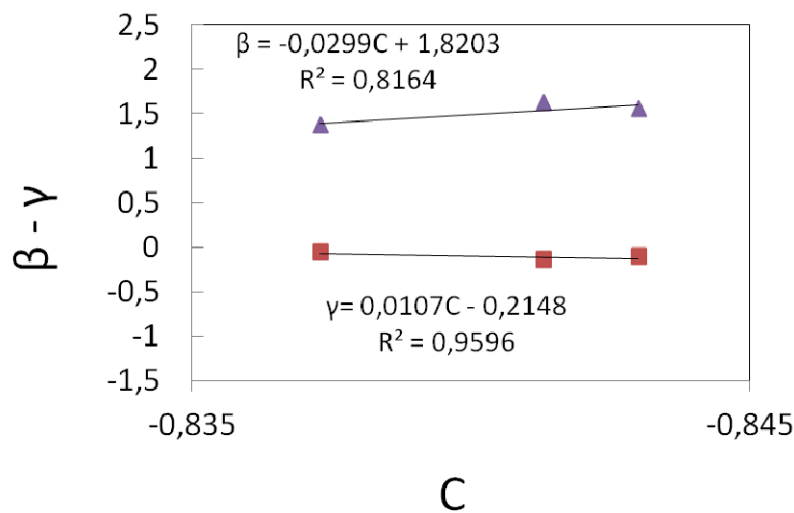 2,5
β = -0,0299C + 1,8203
2
R² = 0,8164
1,5
1
0,5
β - γ
0
-0,5
γ= 0,0107C - 0,2148
-1
R² = 0,9596
-1,5
-0,835
-0,845
C